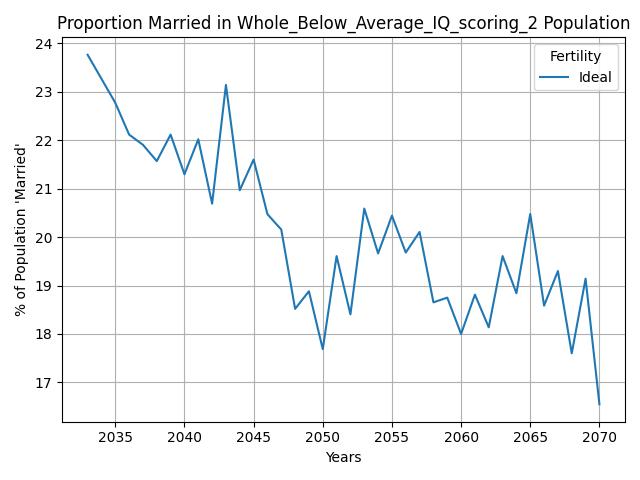 Proportion Married in Whole_Below_Average_IQ_scoring_2 Population
Fertility
Ideal
% of Population 'Married'
24
23
22
21
20
19
18
17
2035 2040 2045 2050 2055 2060 2065 2070
Years